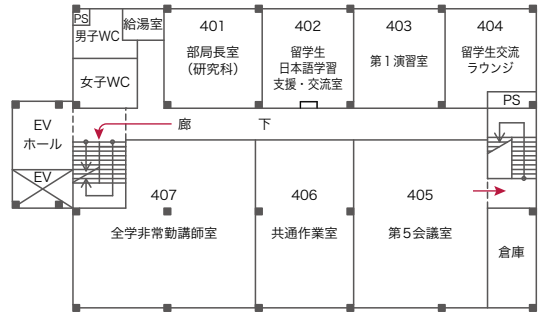 PS
給湯室
男子WC
女子WC
401
部局長室
（研究科）
402
留学生
日本語学習
支援・交流室
403
第１演習室
404
留学生交流
ラウンジ
PS
EV
ホール
EV
廊　下
407
全学非常勤講師室
406
共通作業室
405
第５会議室
倉庫